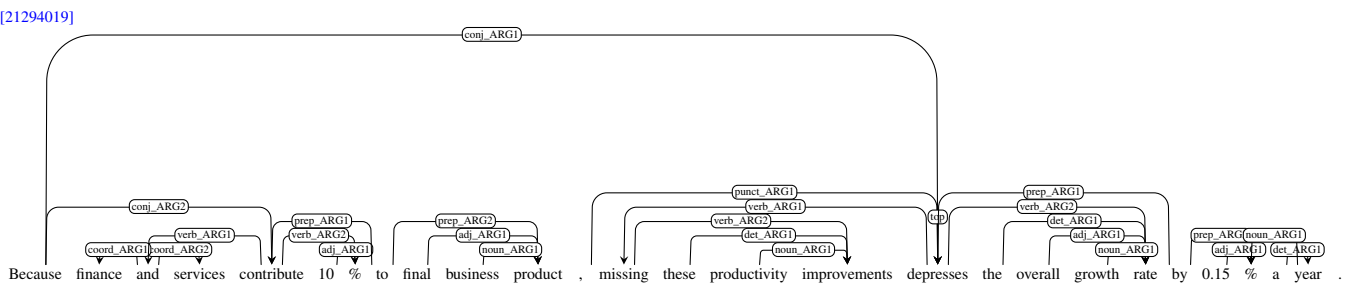 [21294019]
conj_ARG1
conj_ARG2 punct_ARG1 prep_ARG1
verb_ARG1 verb_ARG2
prep_ARG1 prep_ARG2 verb_ARG2 top det_ARG1
verb_ARG1 verb_ARG2 adj_ARG1 det_ARG1 adj_ARG1 prep_ARG noun_ARG1
coord_ARG1 coord_ARG2 adj_ARG1 noun_ARG1 noun_ARG1 noun_ARG1 adj_ARG1 det_ARG1
Because finance and services contribute 10 % to final business product , missing these productivity improvements depresses the overall growth rate by 0.15 % a year .